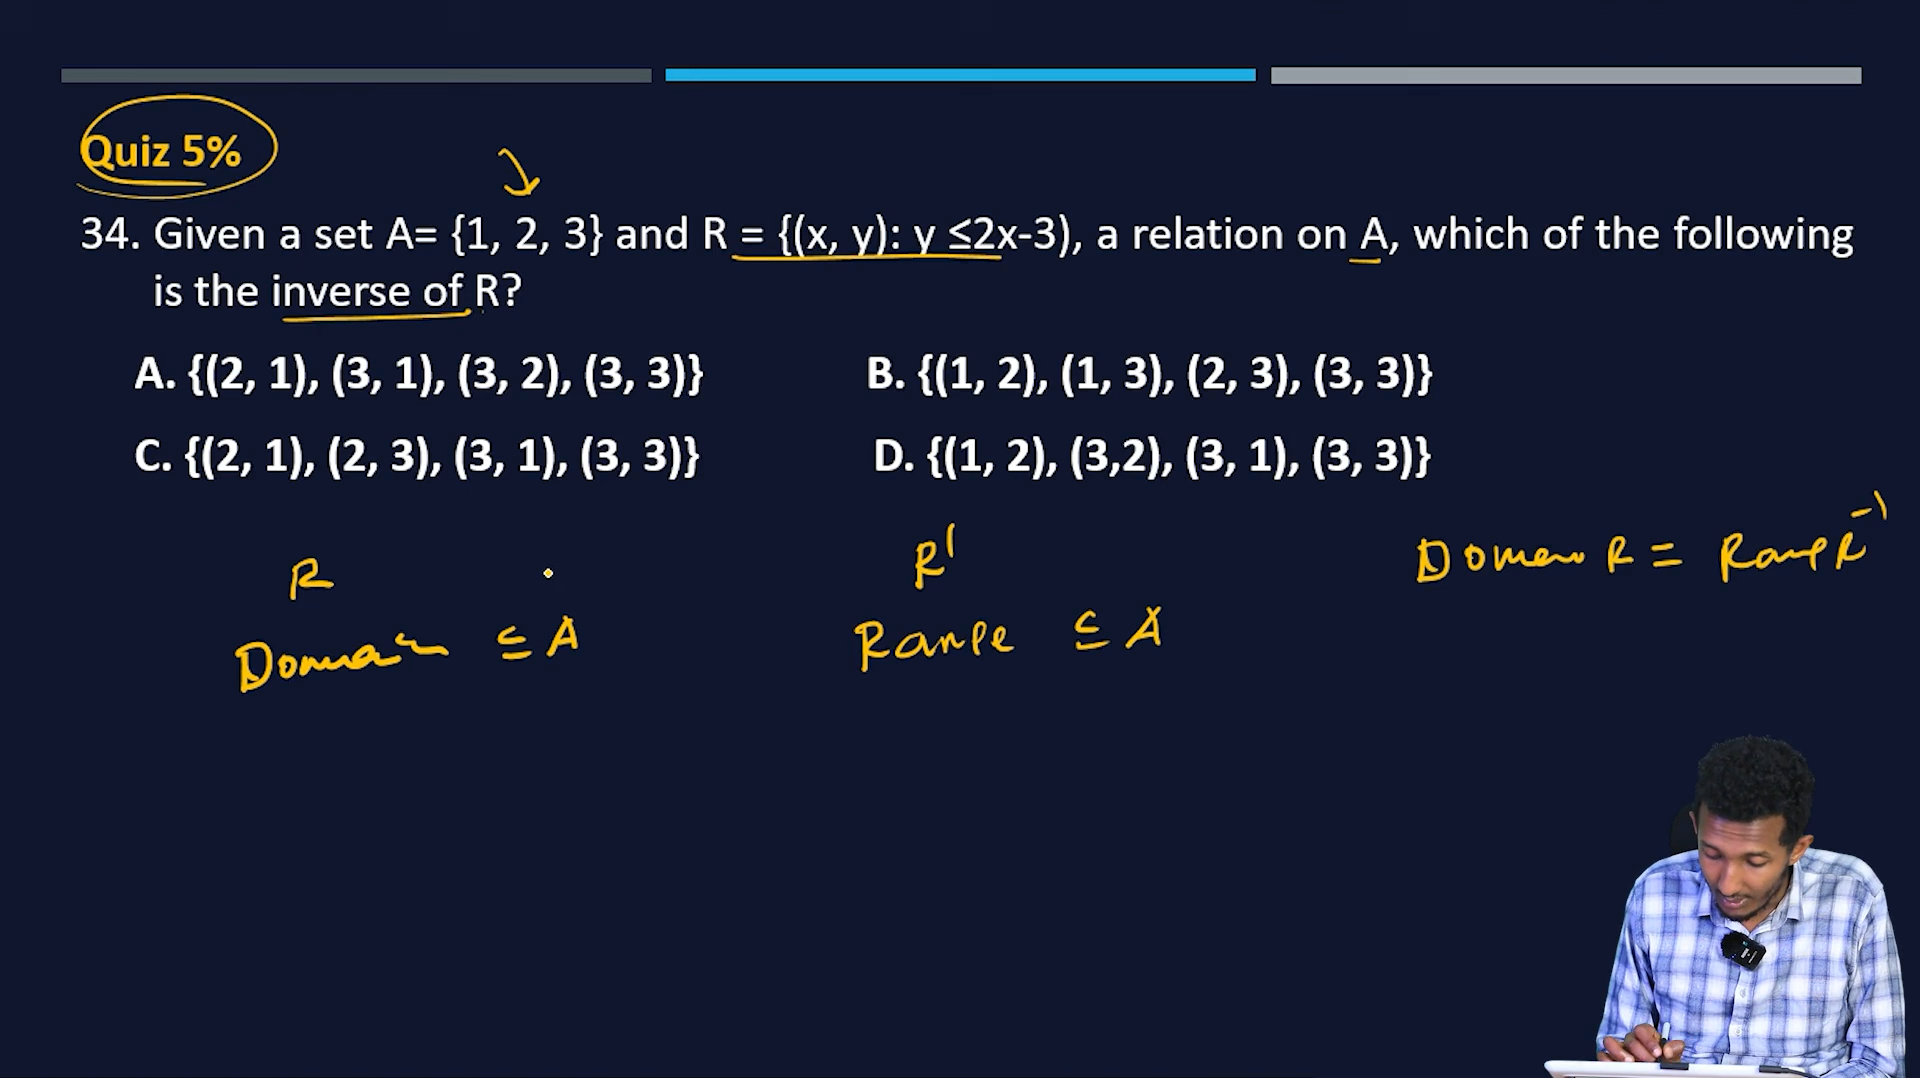 Quiz 5%
34. Given a set A= {1, 2, 3} and R = {(x, y): y ≤2x-3), a relation on A, which of the following
is the inverse of R?
A. {(2, 1), (3, 1), (3, 2), (3, 3)}
B. {(1, 2), (1, 3), (2, 3), (3, 3)}
C. {(2, 1), (2, 3), (3, 1), (3, 3)}
D. {(1, 2), (3,2), (3, 1), (3, 3)}
R
Domain ⊆ A
R'
Range ⊆ A
Domain R = Range R⁻¹